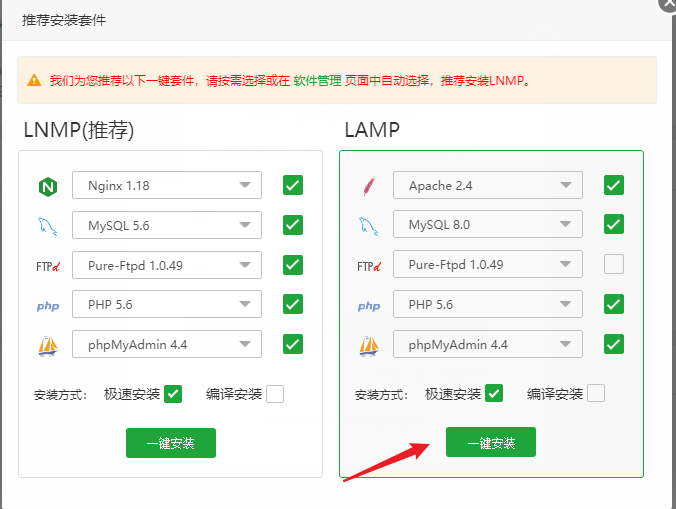 推荐安装套件
我们为您推荐以下一键套件，请按需选择或在 软件管理 页面中自动选择，推荐安装LNMP。
LNMP(推荐)
Nginx 1.18
MySQL 5.6
FTPd Pure-Ftpd 1.0.49
php PHP 5.6
phpMyAdmin 4.4
安装方式： 极速安装 编译安装
一键安装
LAMP
Apache 2.4
MySQL 8.0
FTPd Pure-Ftpd 1.0.49
php PHP 5.6
phpMyAdmin 4.4
安装方式： 极速安装 编译安装
一键安装